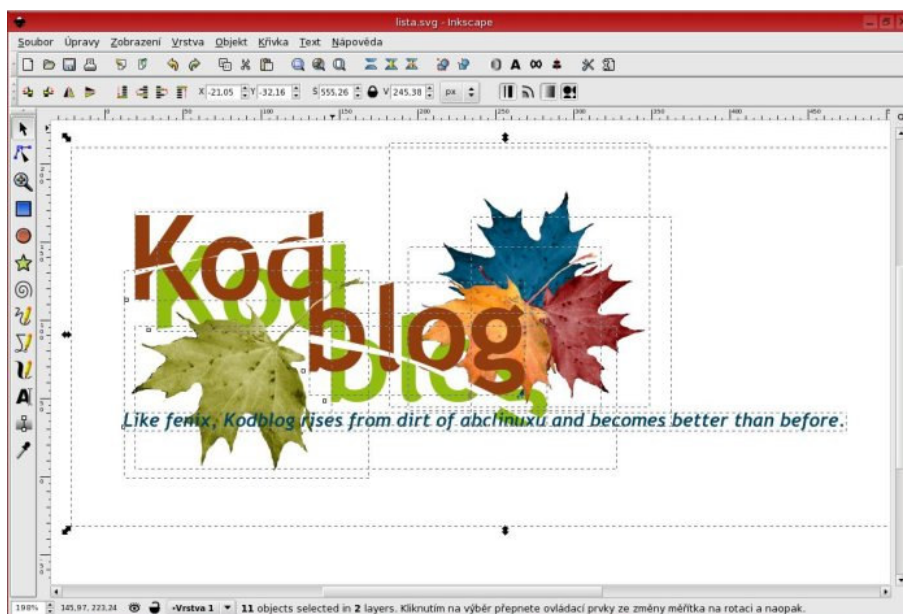 lista.svg - Inkscape
Soubor Úpravy Zobrazení Vrstva Objekt Křivka Text Nápověda
X -21,05 Y -32,16 S 555,26 V 245,38 px
Kod
Kod
blog
blog
Like fenix, Kodblog rises from dirt of abclinuxu and becomes better than before.
198% 145,97, 223,24 -Vrstva 1 11 objects selected in 2 layers. Kliknutím na výběr přepnete ovládací prvky ze změny měřítka na rotaci a naopak.